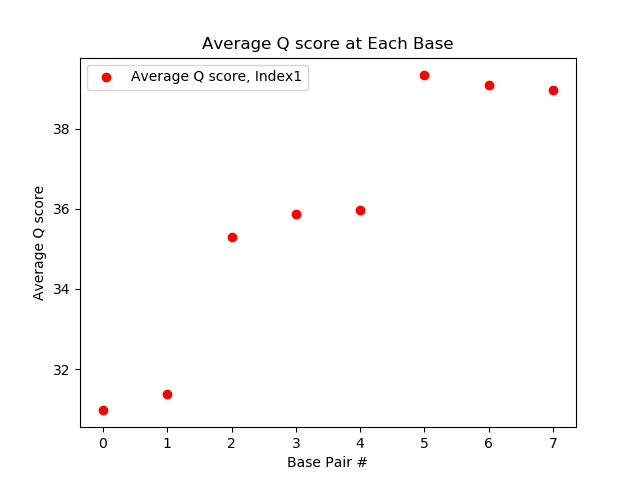 Average Q score at Each Base
Average Q score, Index1
38
36
34
32
Average Q score
0 1 2 3 4 5 6 7
Base Pair #